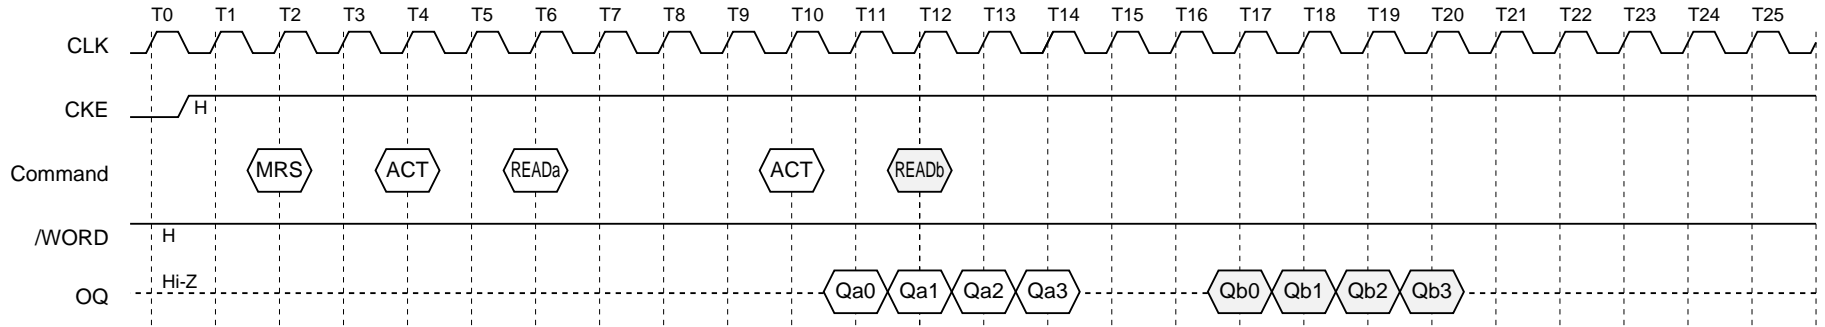 T0 T1 T2 T3 T4 T5 T6 T7 T8 T9 T10 T11 T12 T13 T14 T15 T16 T17 T18 T19 T20 T21 T22 T23 T24 T25
CLK
CKE H
Command MRS ACT READa ACT READb
/WORD H
OQ Hi-Z Qa0 Qa1 Qa2 Qa3 Qb0 Qb1 Qb2 Qb3